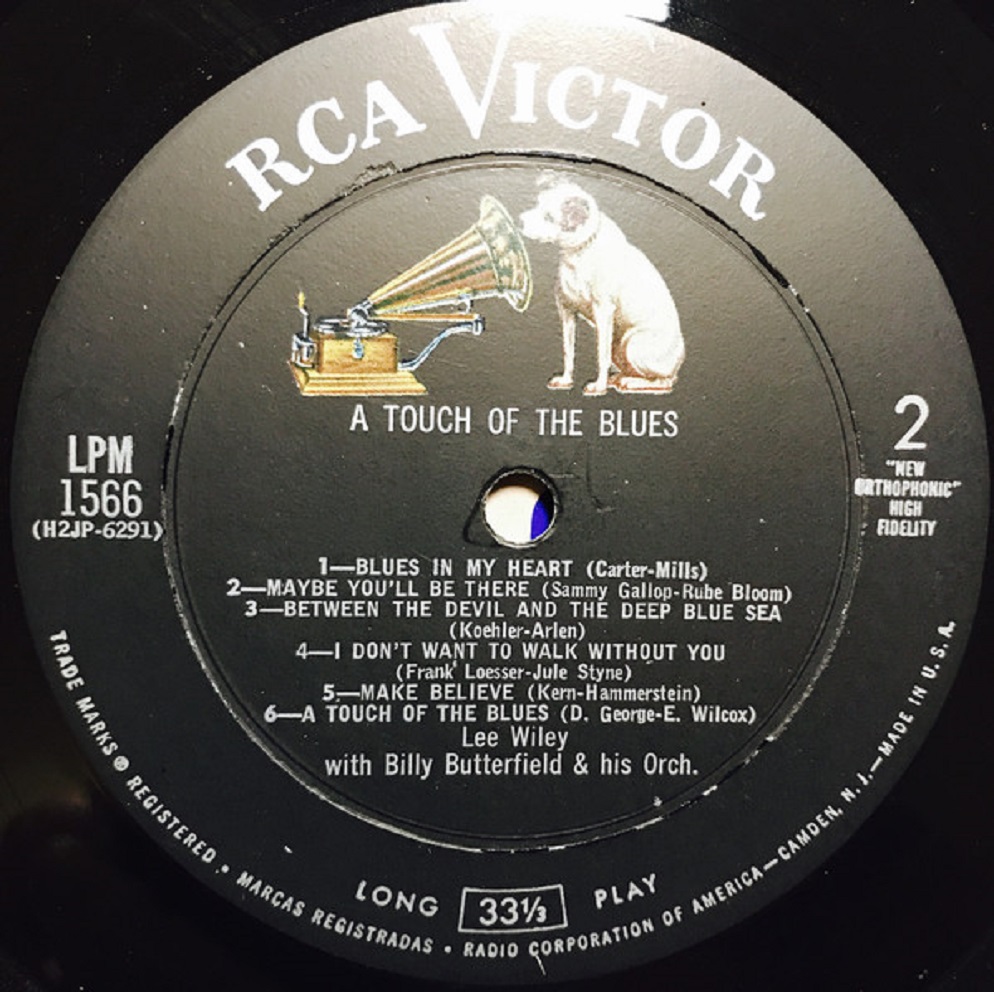 RCA VICTOR
A TOUCH OF THE BLUES
LPM
1566
(H2JP-6291)
2
"NEW
ORTHOPHONIC"
HIGH
FIDELITY
1—BLUES IN MY HEART (Carter-Mills)
2—MAYBE YOU'LL BE THERE (Sammy Gallop-Rube Bloom)
3—BETWEEN THE DEVIL AND THE DEEP BLUE SEA
(Koehler-Arlen)
4—I DON'T WANT TO WALK WITHOUT YOU
(Frank Loesser-Jule Styne)
5—MAKE BELIEVE (Kern-Hammerstein)
6—A TOUCH OF THE BLUES (D. George-E. Wilcox)
Lee Wiley
with Billy Butterfield & his Orch.
LONG 33⅓ PLAY
TRADE MARKS ® REGISTERED • MARCAS REGISTRADAS • RADIO CORPORATION OF AMERICA—CAMDEN, N. J.—MADE IN U. S. A.